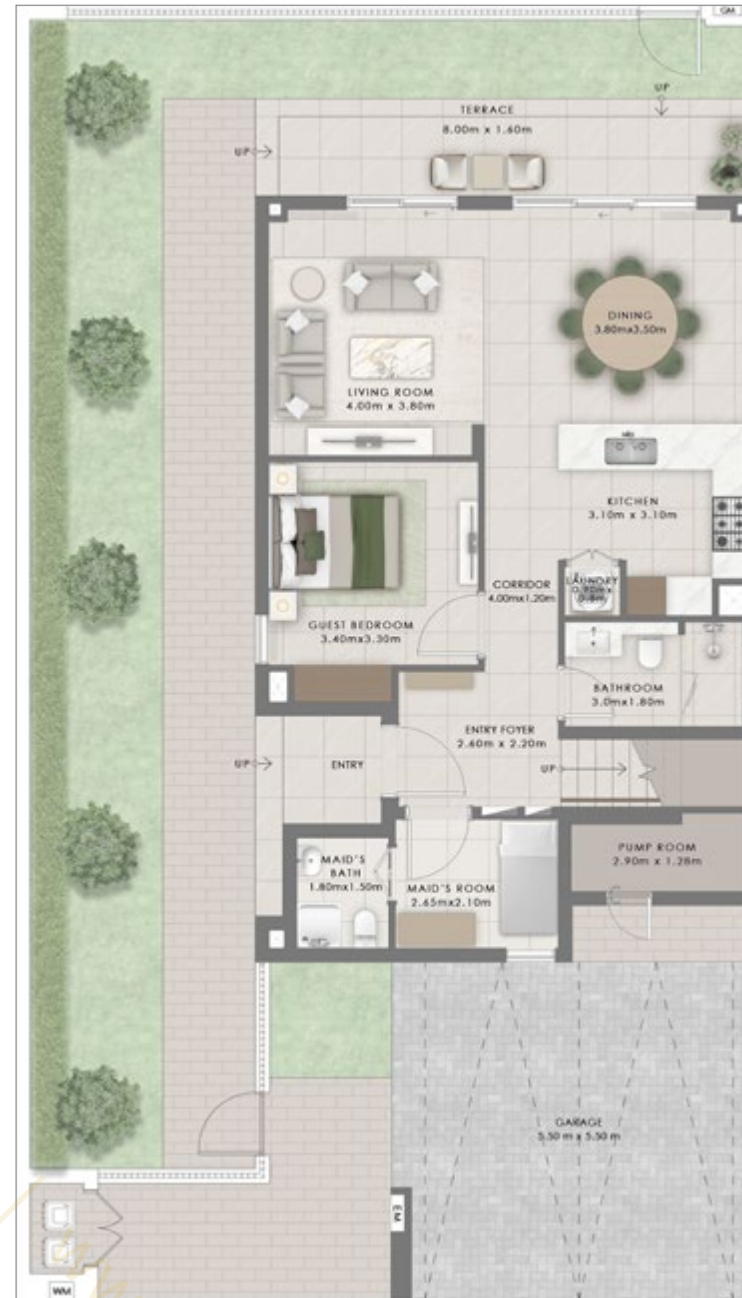 GM
UP
TERRACE
8.00m x 1.60m
UP
DINING
3.80mx3.50m
LIVING ROOM
4.00m x 3.80m
KITCHEN
3.10m x 3.10m
CORRIDOR
4.00mx1.20m
LAUNDRY
GUEST BEDROOM
3.40mx3.30m
BATHROOM
3.0mx1.80m
ENTRY FOYER
2.60m x 2.20m
UP
ENTRY
UP
PUMP ROOM
2.90m x 1.28m
MAID'S
BATH
1.80mx1.50m
MAID'S ROOM
2.65mx2.10m
GARAGE
5.50 m x 5.50 m
EM
WM